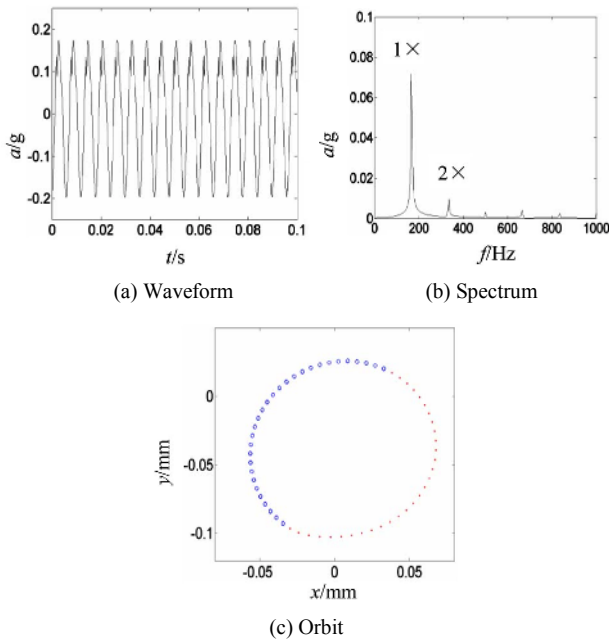 0.2
0.1
0
-0.1
-0.2
a/g
0 0.02 0.04 0.06 0.08 0.1
t/s
(a) Waveform
0.1
0.08
0.06
0.04
0.02
0
a/g
1×
2×
0 200 400 600 800 1000
f/Hz
(b) Spectrum
0
-0.05
-0.1
y/mm
-0.05 0 0.05
x/mm
(c) Orbit